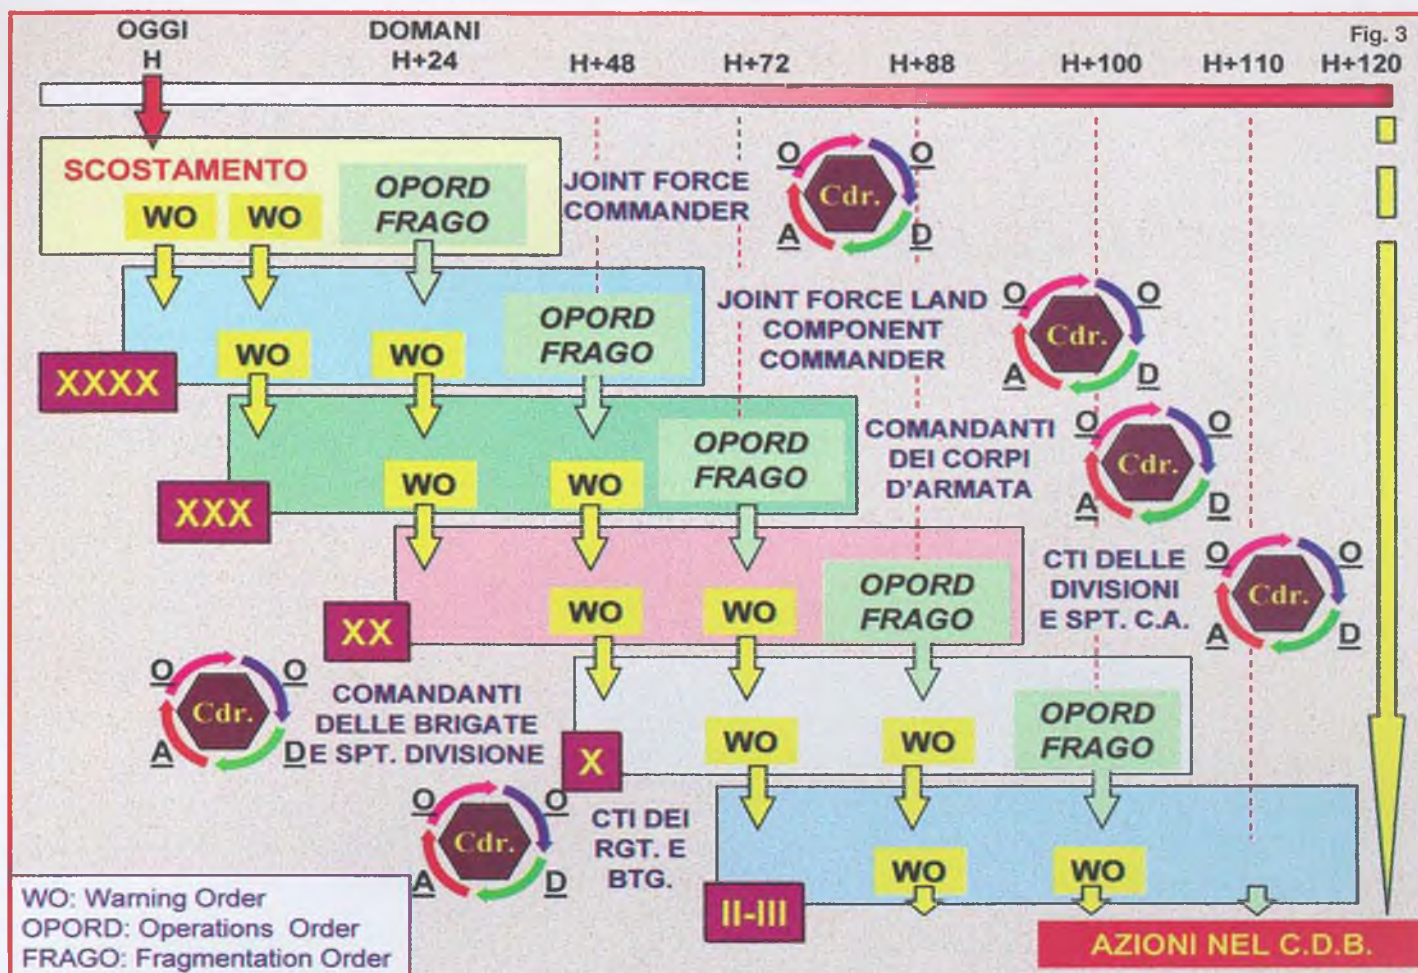 Fig. 3
OGGI
H
DOMANI
H+24
H+48
H+72
H+88
H+100
H+110
H+120
SCOSTAMENTO
WO
WO
OPORD
FRAGO
JOINT FORCE
COMMANDER
O
O
Cdr.
A
D
WO
WO
OPORD
FRAGO
XXXX
JOINT FORCE LAND
COMPONENT
COMMANDER
O
O
Cdr.
A
D
WO
WO
OPORD
FRAGO
XXX
COMANDANTI
DEI CORPI
D'ARMATA
O
O
Cdr.
A
D
WO
WO
OPORD
FRAGO
XX
CTI DELLE
DIVISIONI
E SPT. C.A.
O
O
Cdr.
A
D
O
O
Cdr.
A
D
COMANDANTI
DELLE BRIGATE
E SPT. DIVISIONE
X
WO
WO
OPORD
FRAGO
O
O
Cdr.
A
D
CTI DEI
RGT. E
BTG.
II-III
WO
WO
AZIONI NEL C.D.B.
WO: Warning Order
OPORD: Operations Order
FRAGO: Fragmentation Order